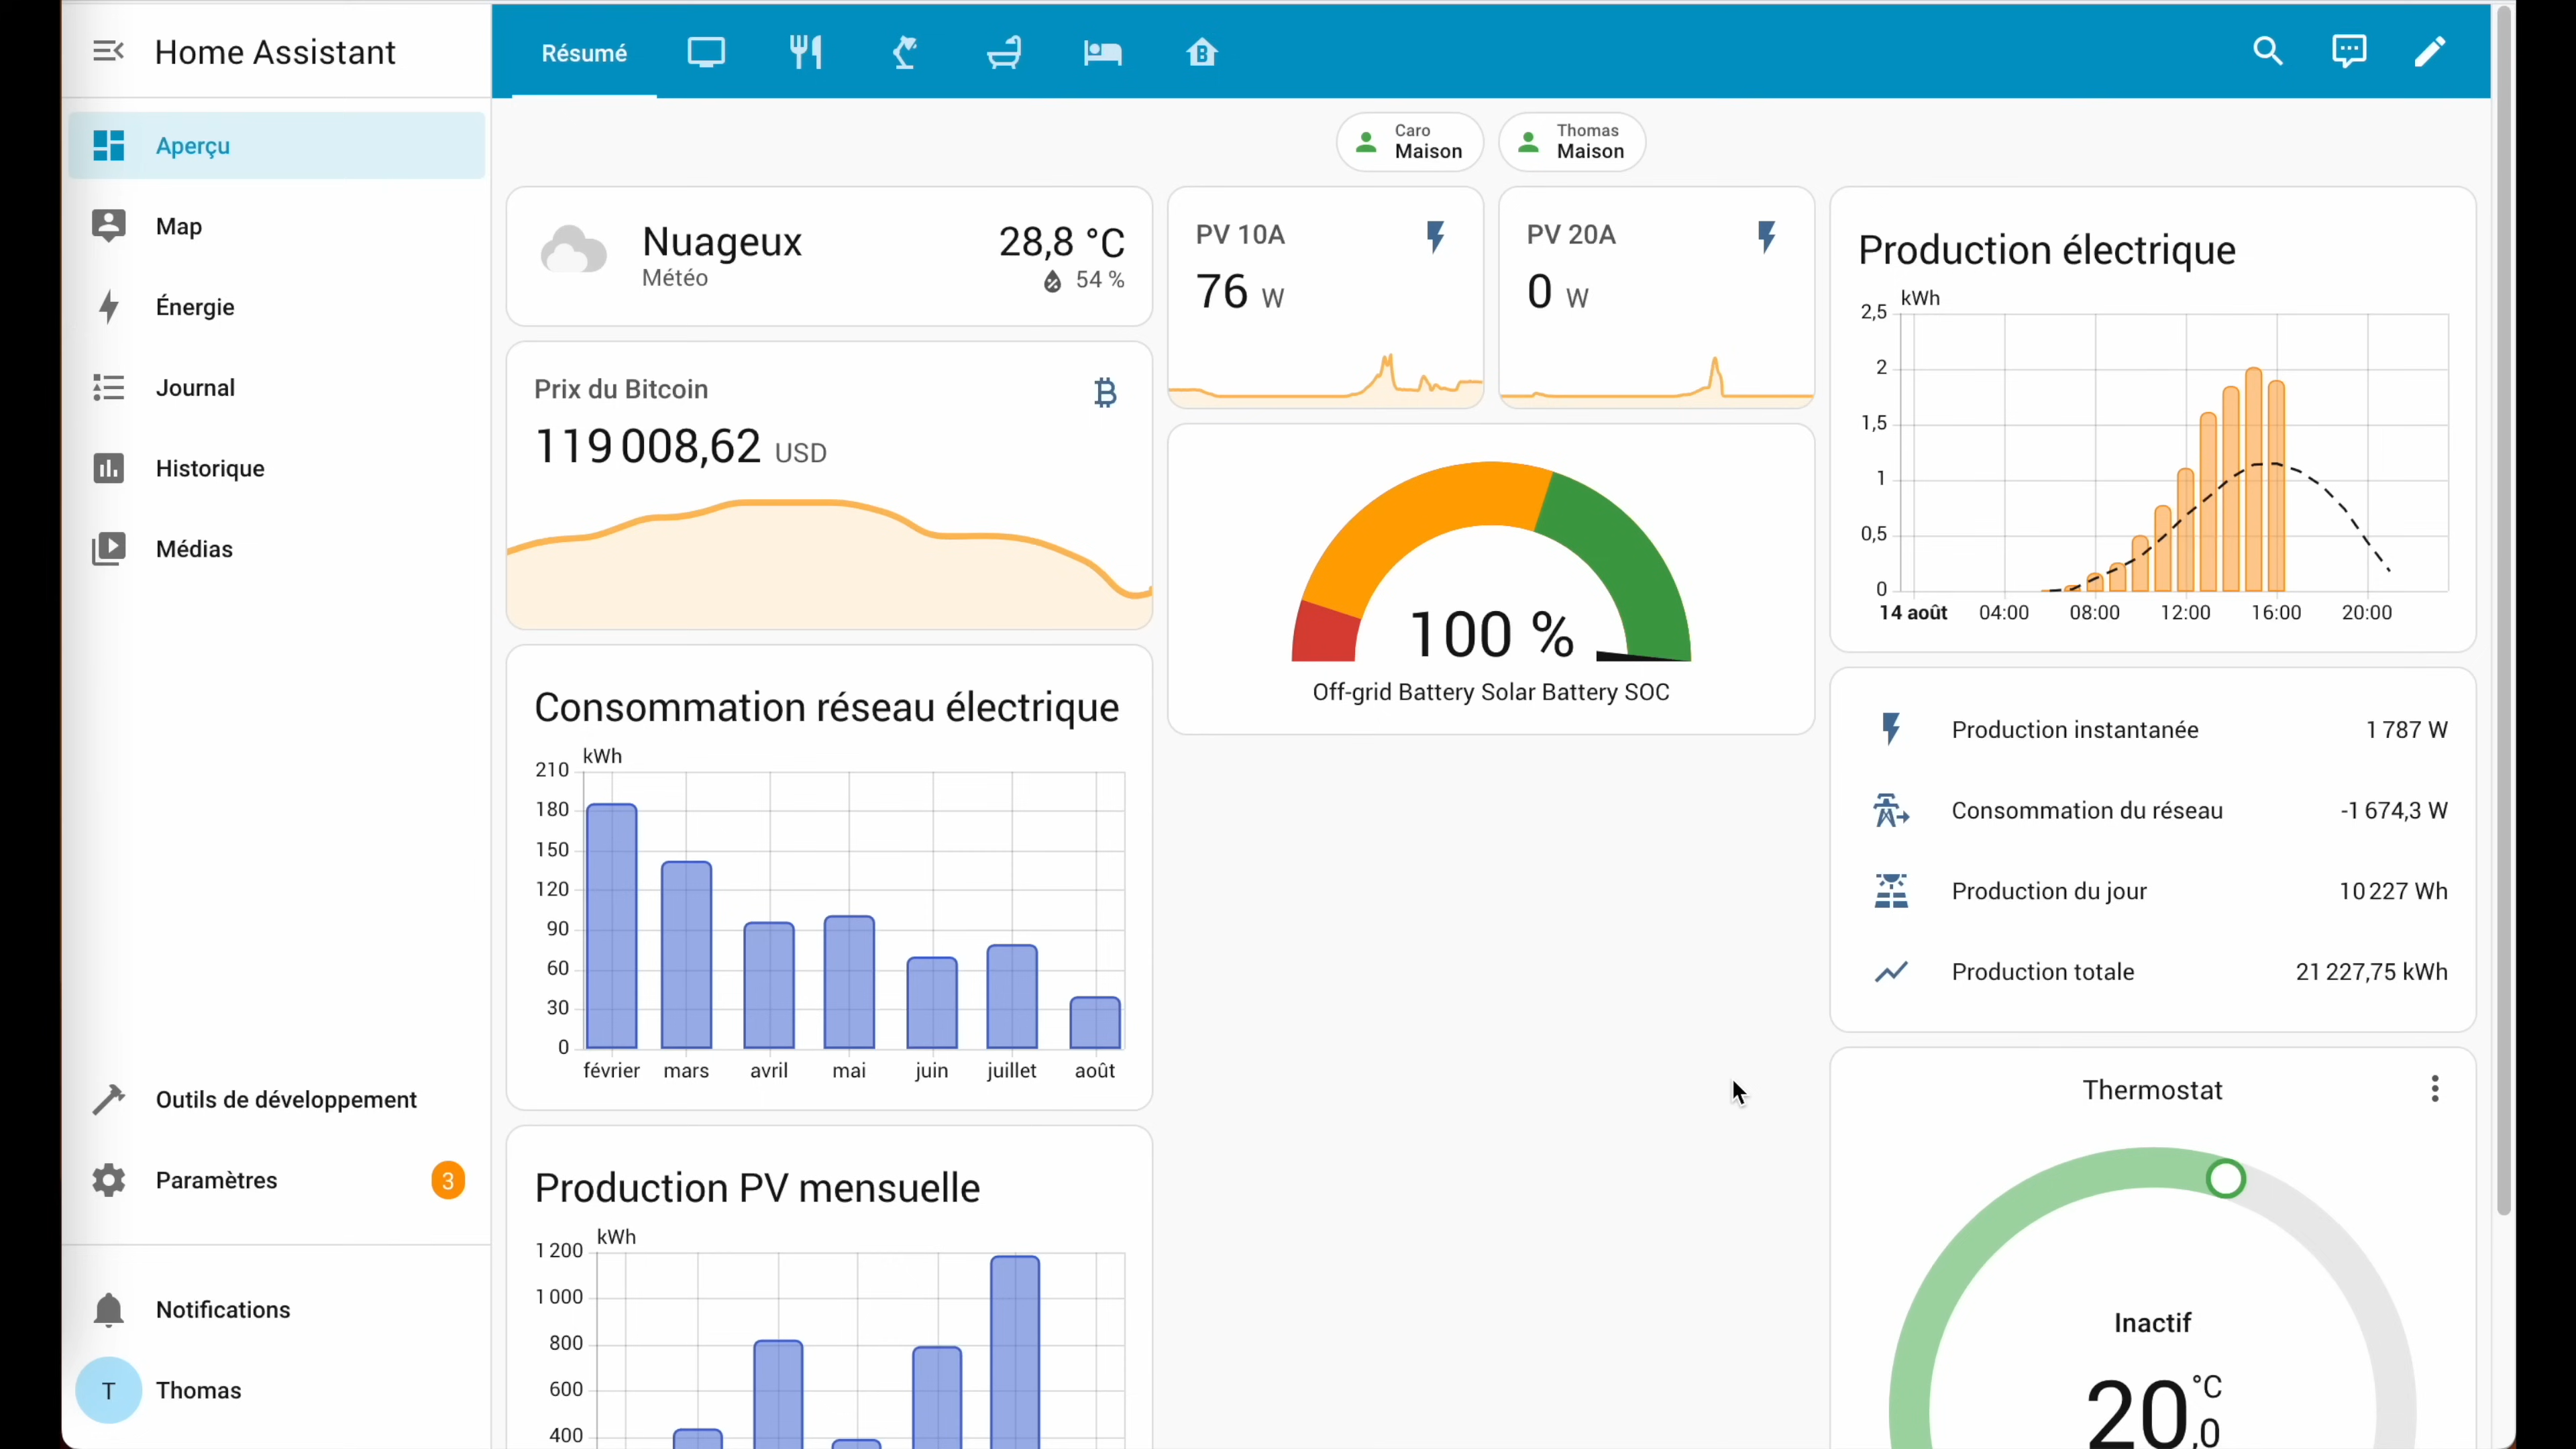 Home Assistant
Résumé
Aperçu
Map
Énergie
Journal
Historique
Médias
Outils de développement
Paramètres
3
Notifications
T
Thomas
Caro
Maison
Thomas
Maison
Nuageux
Météo
28,8 °C
54 %
Prix du Bitcoin
119 008,62 USD
Consommation réseau électrique
kWh
210
180
150
120
90
60
30
0
février mars avril mai juin juillet août
Production PV mensuelle
kWh
1 200
1 000
800
600
400
PV 10A
76 W
PV 20A
0 W
100 %
Off-grid Battery Solar Battery SOC
Production électrique
kWh
2,5
2
1,5
1
0,5
0
14 août 04:00 08:00 12:00 16:00 20:00
Production instantanée 1 787 W
Consommation du réseau -1 674,3 W
Production du jour 10 227 Wh
Production totale 21 227,75 kWh
Thermostat
Inactif
20,0 °C